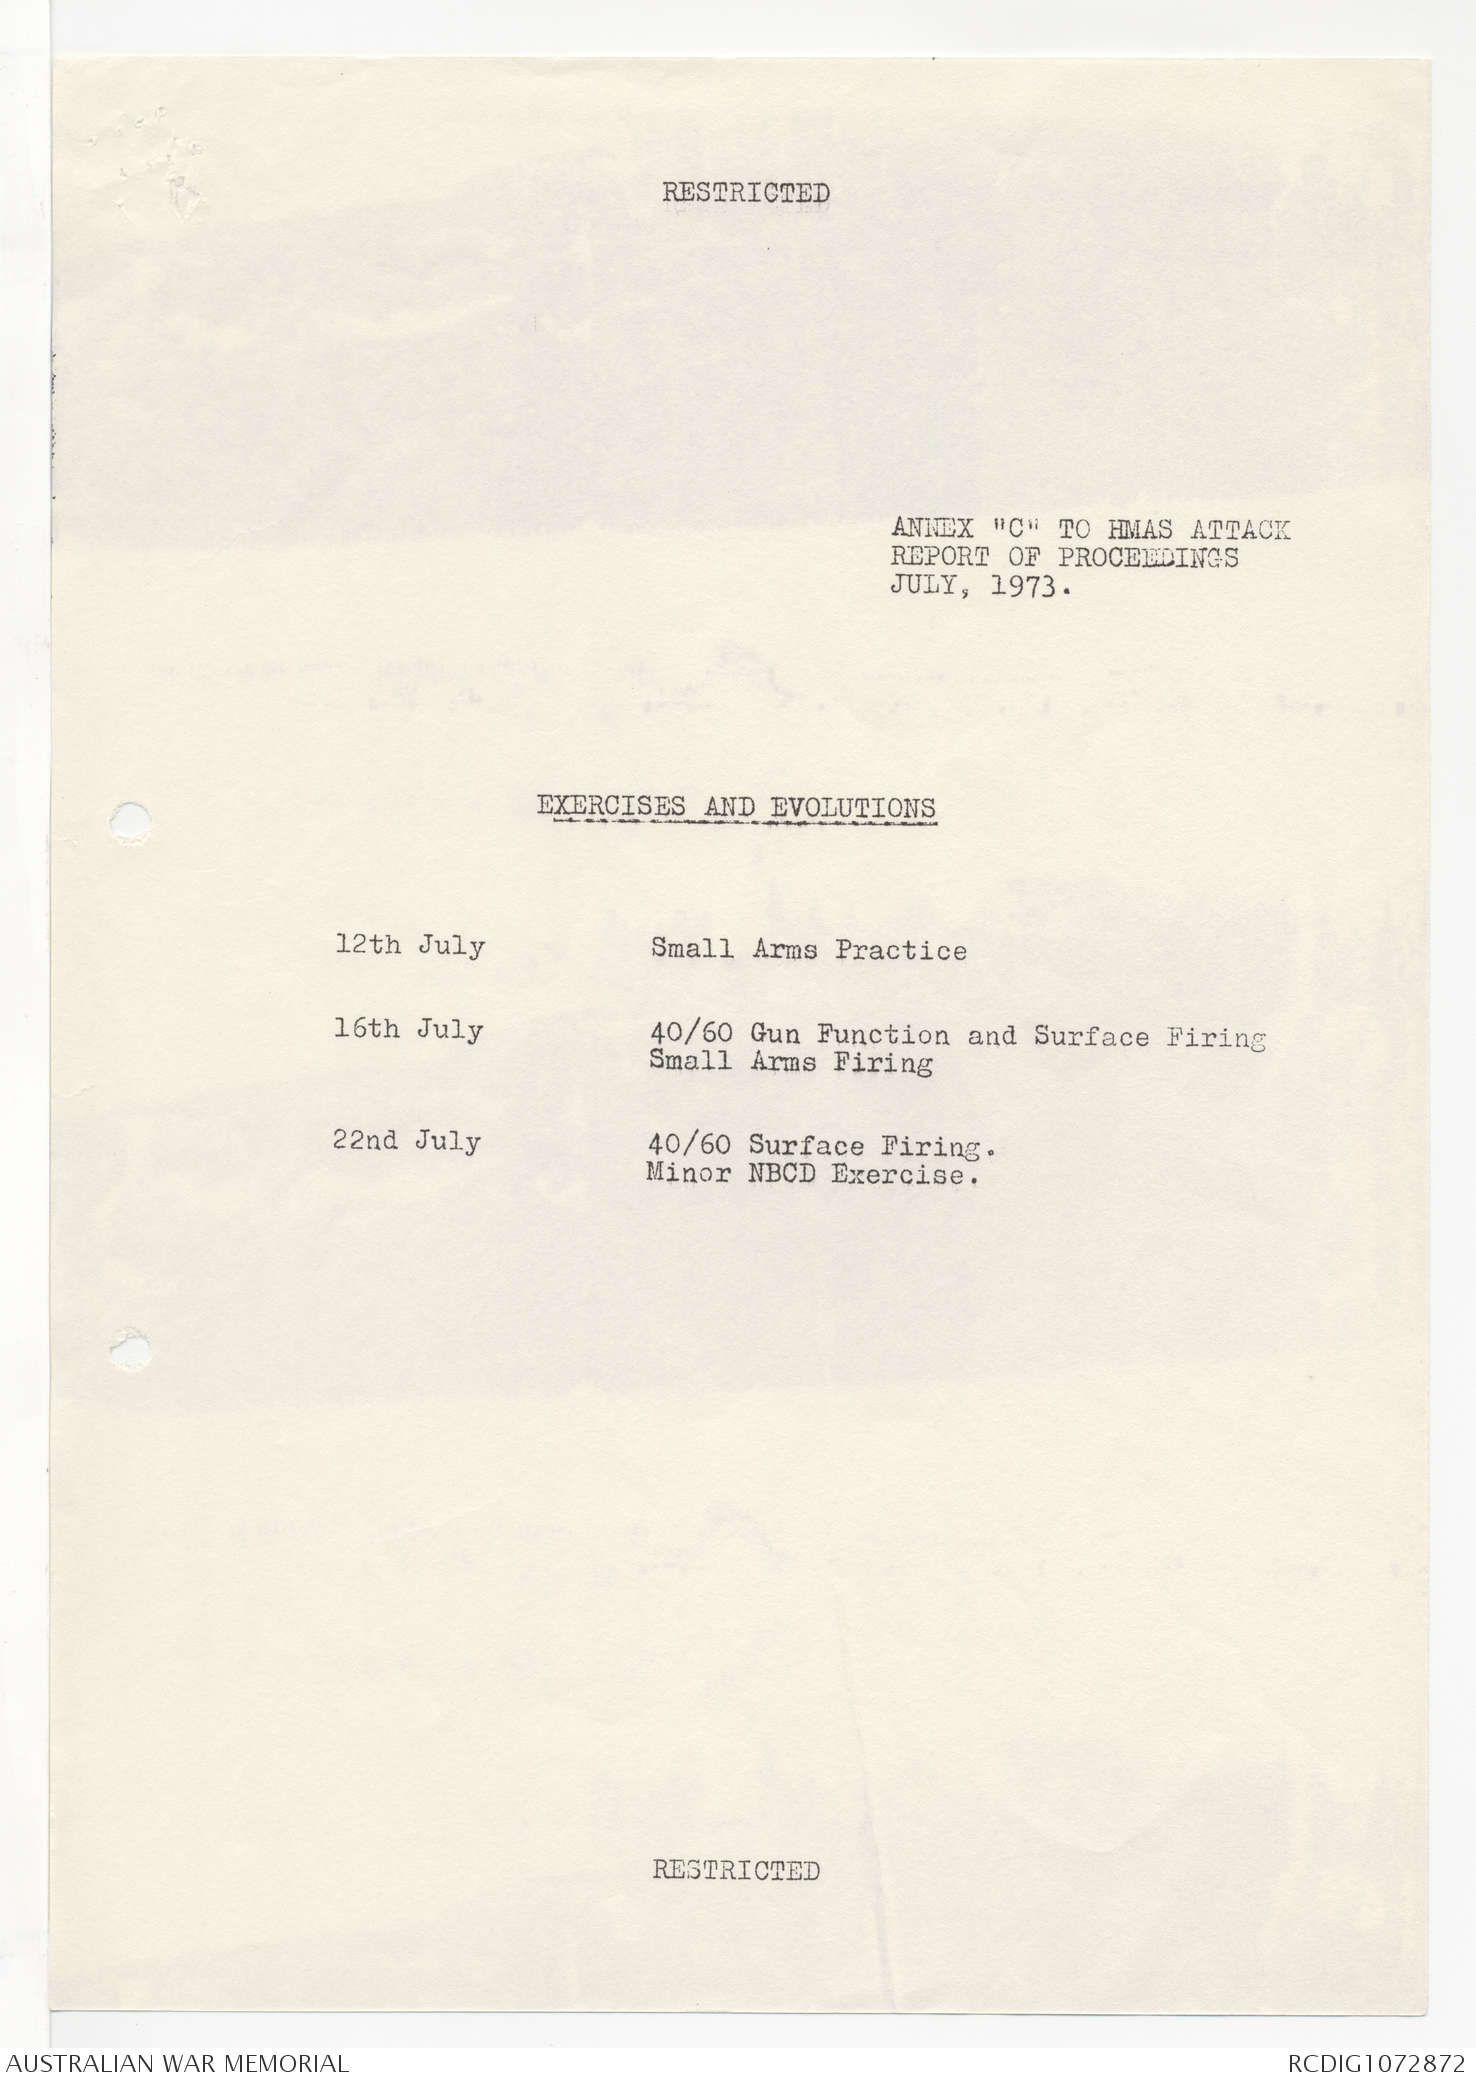 RESTRICTED
ANNEX "C" TO HMAS ATTACK
REPORT OF PROCEEDINGS
JULY, 1973.
EXERCISES AND EVOLUTIONS
12th July Small Arms Practice
16th July 40/60 Gun Function and Surface Firing
Small Arms Firing
22nd July 40/60 Surface Firing.
Minor NBCD Exercise.
RESTRICTED
AUSTRALIAN WAR MEMORIAL RCDIG1072872